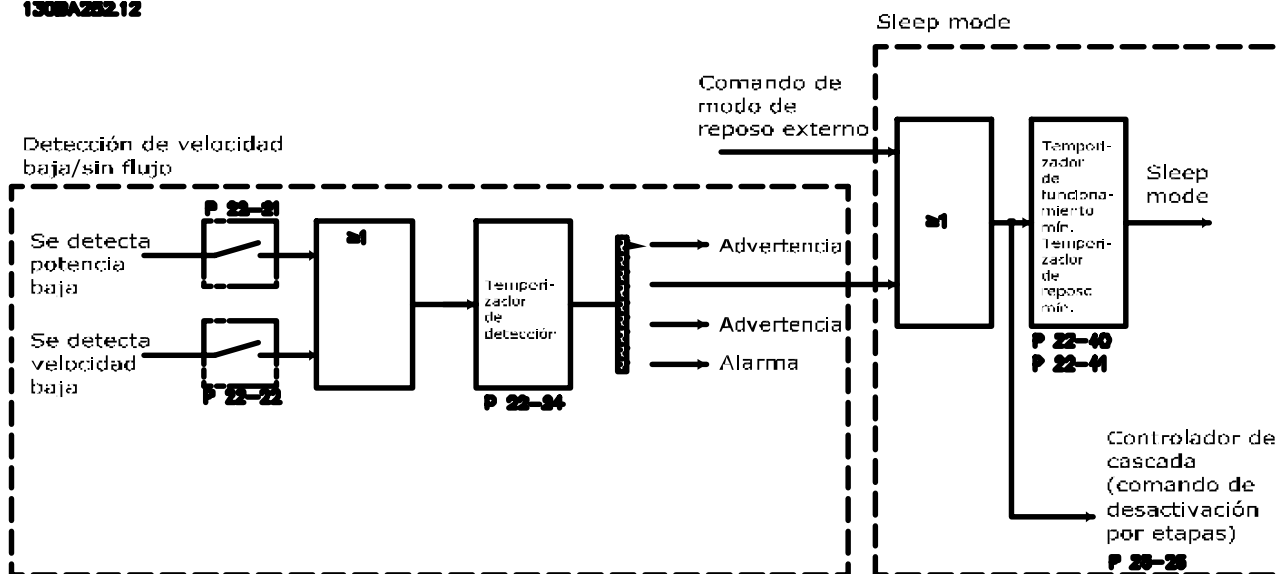 130BA252.12
Sleep mode
Comando de
modo de
reposo externo
Detección de velocidad
baja/sin flujo
P 22-21
Se detecta
potencia
baja
≥1
Se detecta
velocidad
baja
P 22-22
Tempori-
zador
de
detección
P 22-24
Advertencia
Advertencia
Alarma
≥1
Tempori-
zador
de
funciona-
miento
mín.
Tempori-
zador
de
reposo
mín.
P 22-40
P 22-41
Sleep
mode
Controlador de
cascada
(comando de
desactivación
por etapas)
P 25-26